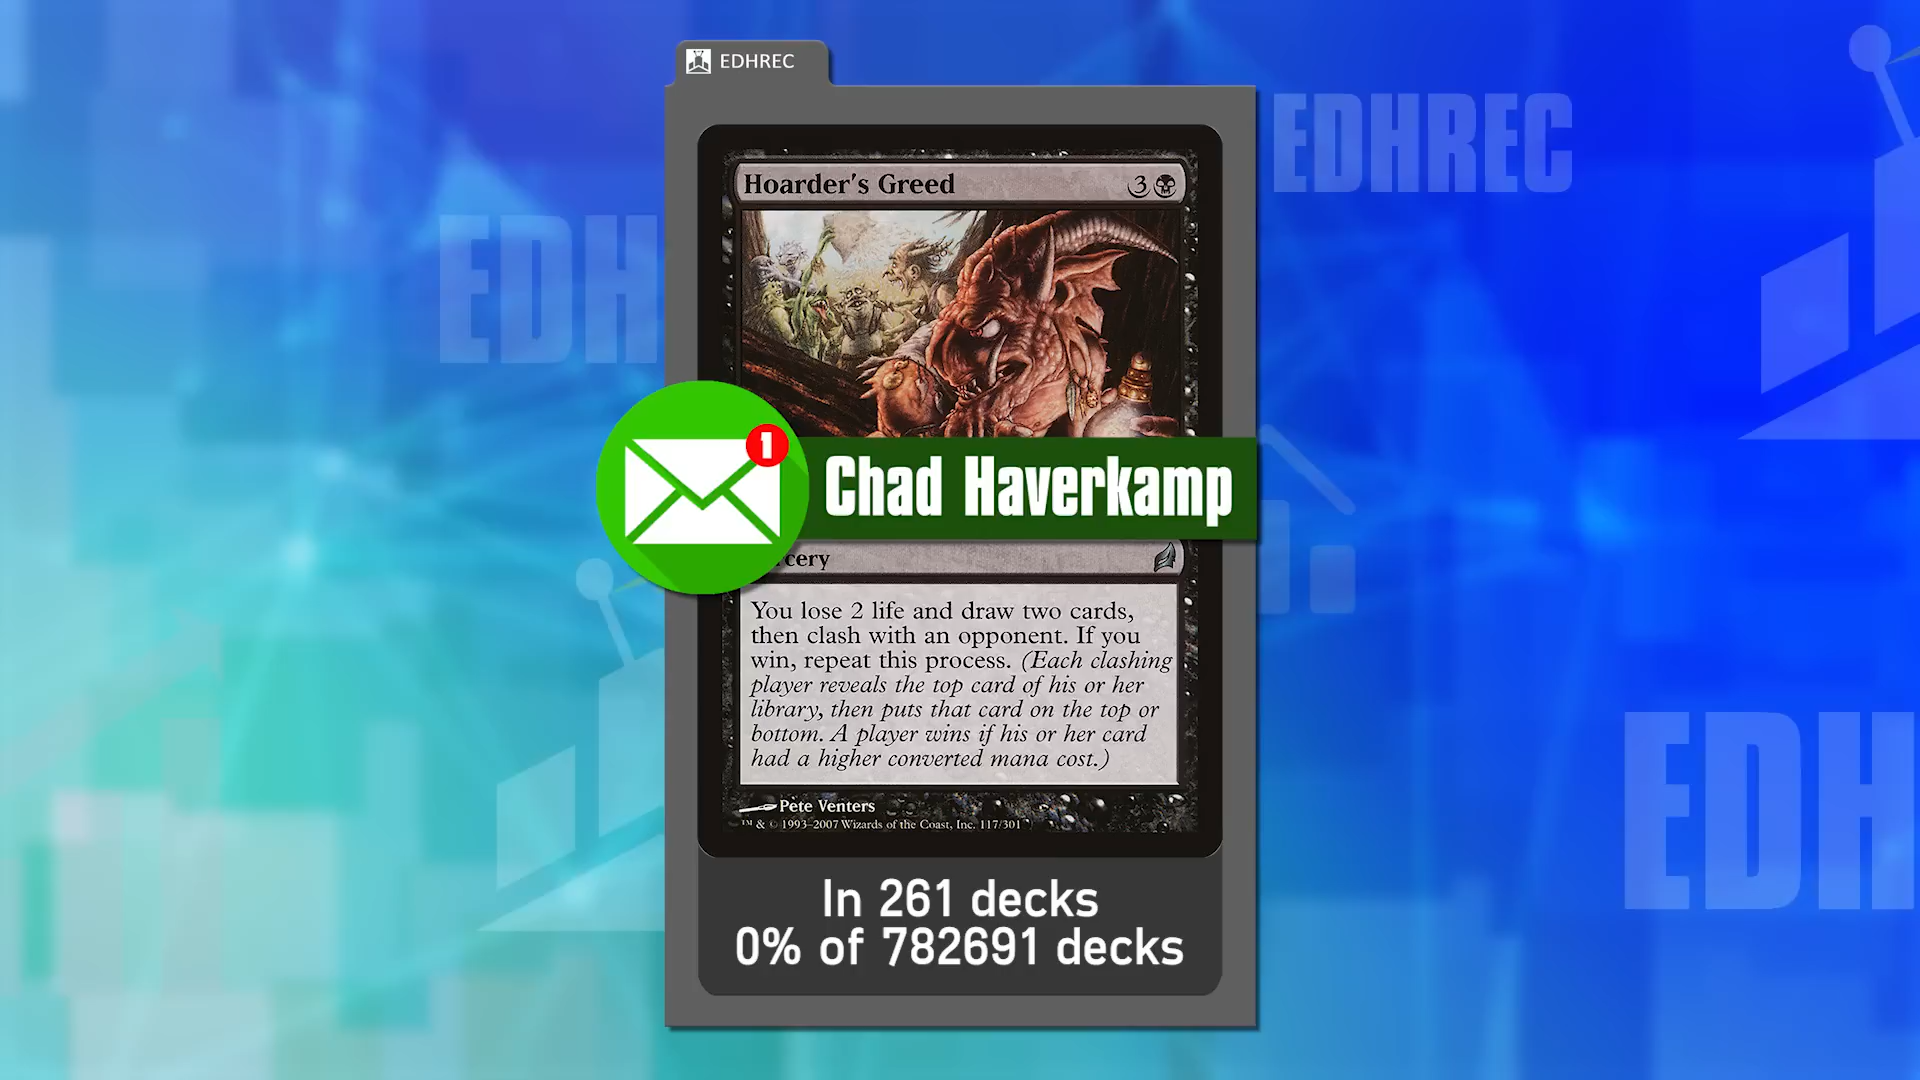 EDHREC
EDHREC
EDH
Hoarder's Greed 3
1
Chad Haverkamp
rcery
You lose 2 life and draw two cards,
then clash with an opponent. If you
win, repeat this process. (Each clashing
player reveals the top card of his or her
library, then puts that card on the top or
bottom. A player wins if his or her card
had a higher converted mana cost.)
Pete Venters
™ & © 1993–2007 Wizards of the Coast, Inc. 117/301
EDH
In 261 decks
0% of 782691 decks